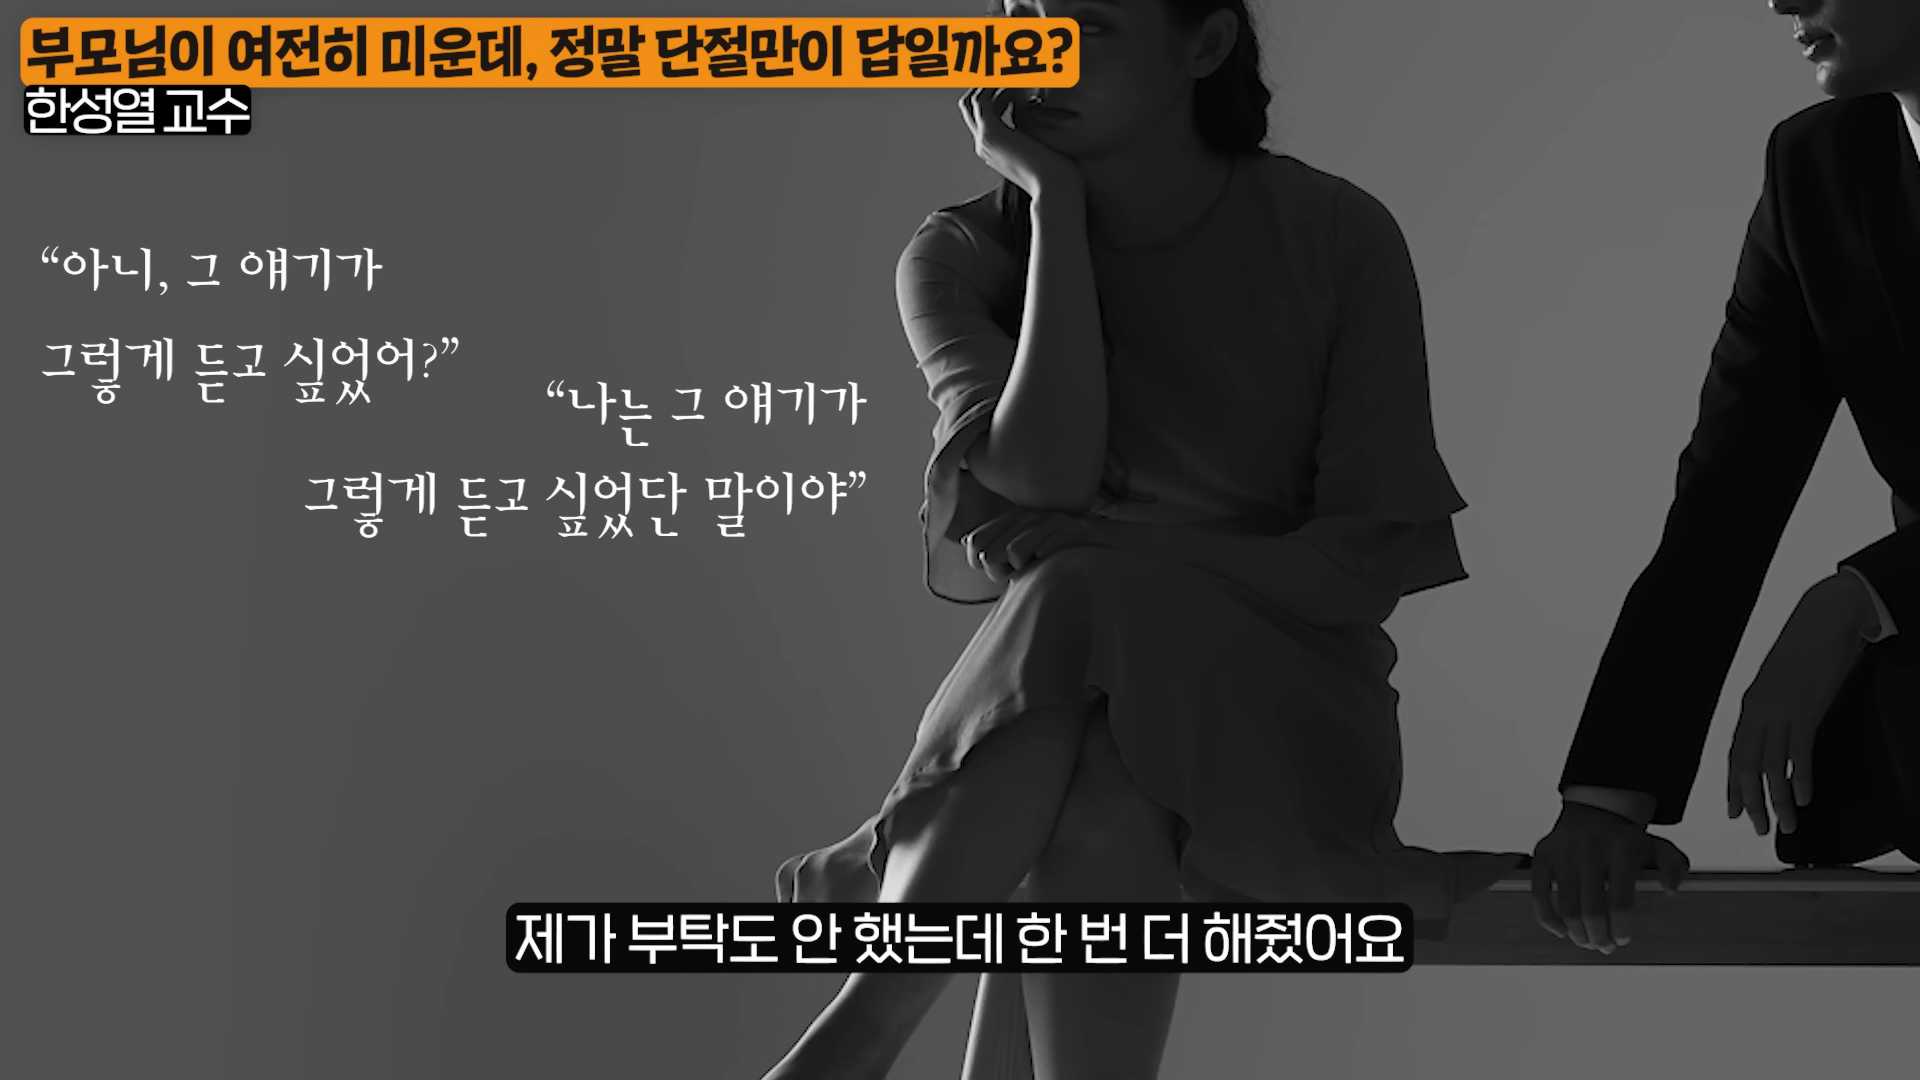 부모님이 여전히 미운데, 정말 단절만이 답일까요?
한성열 교수
“아니, 그 얘기가
그렇게 듣고 싶었어?”
“나는 그 얘기가
그렇게 듣고 싶었단 말이야”
제가 부탁도 안 했는데 한 번 더 해줬어요